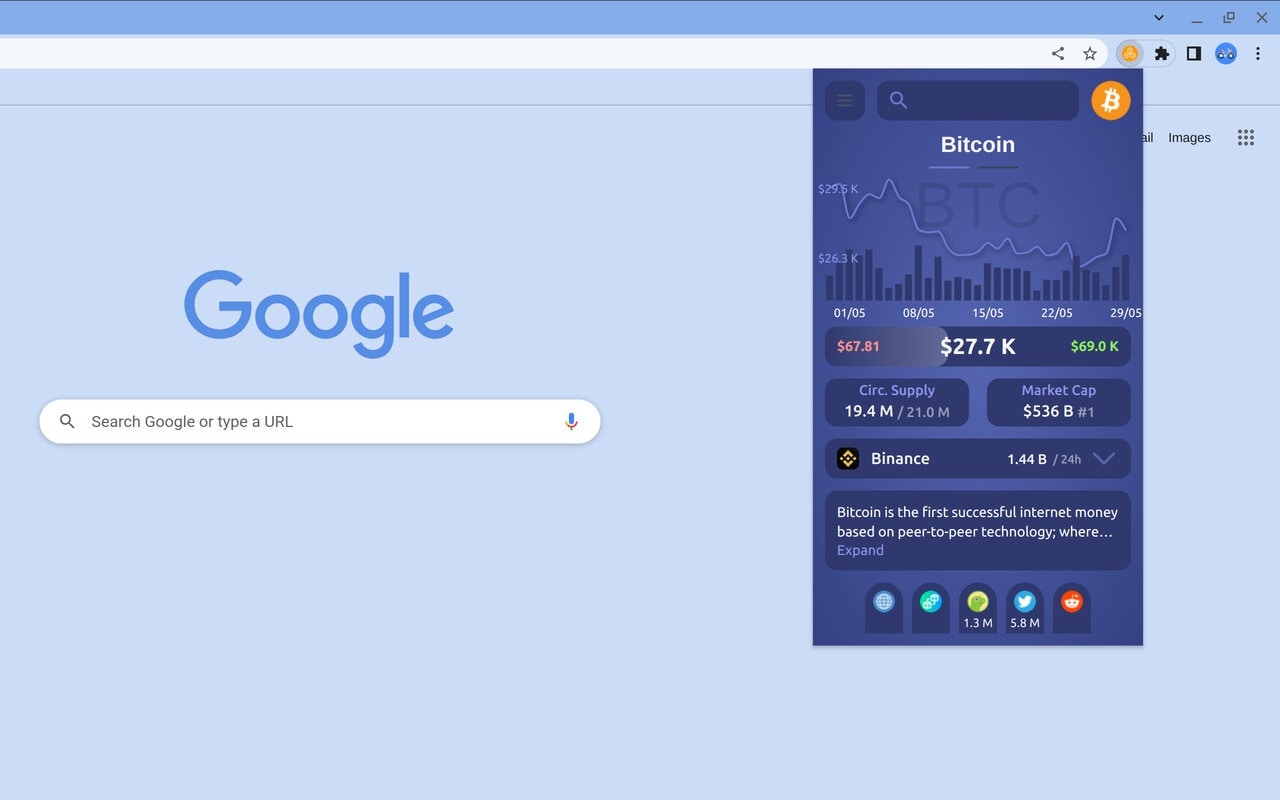 ail Images
Google
Search Google or type a URL
Bitcoin
BTC
$29.5 K
$26.3 K
01/05 08/05 15/05 22/05 29/05
$67.81 $27.7 K $69.0 K
Circ. Supply Market Cap
19.4 M / 21.0 M $536 B #1
Binance 1.44 B / 24h
Bitcoin is the first successful internet money
based on peer-to-peer technology; where…
Expand
1.3 M 5.8 M